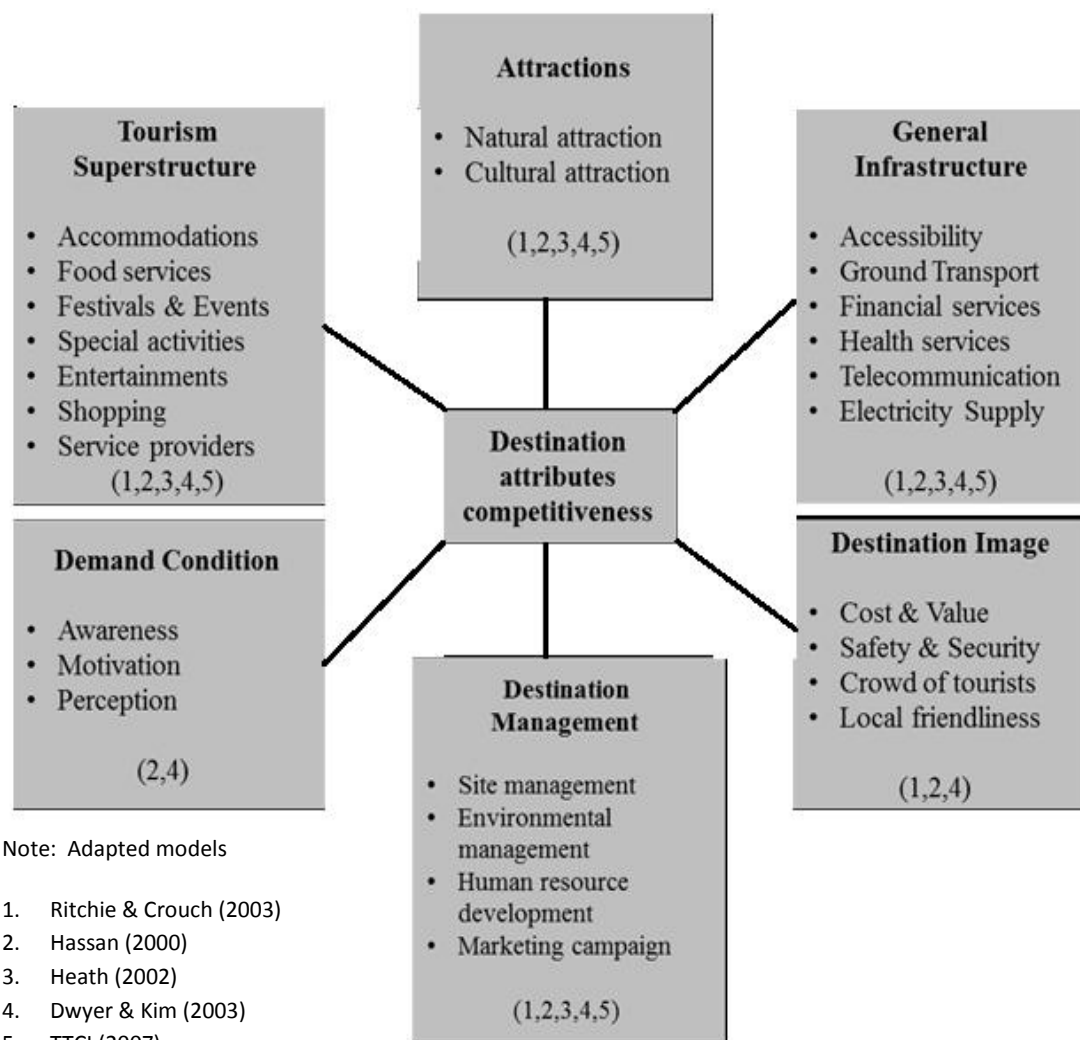 Attractions
• Natural attraction
• Cultural attraction
(1,2,3,4,5)
Tourism
Superstructure
• Accommodations
• Food services
• Festivals & Events
• Special activities
• Entertainments
• Shopping
• Service providers
(1,2,3,4,5)
General
Infrastructure
• Accessibility
• Ground Transport
• Financial services
• Health services
• Telecommunication
• Electricity Supply
(1,2,3,4,5)
Destination
attributes
competitiveness
Demand Condition
• Awareness
• Motivation
• Perception
(2,4)
Destination
Management
• Site management
• Environmental
management
• Human resource
development
• Marketing campaign
(1,2,3,4,5)
Destination Image
• Cost & Value
• Safety & Security
• Crowd of tourists
• Local friendliness
(1,2,4)
Note: Adapted models
1. Ritchie & Crouch (2003)
2. Hassan (2000)
3. Heath (2002)
4. Dwyer & Kim (2003)
5. TTCI (2007)